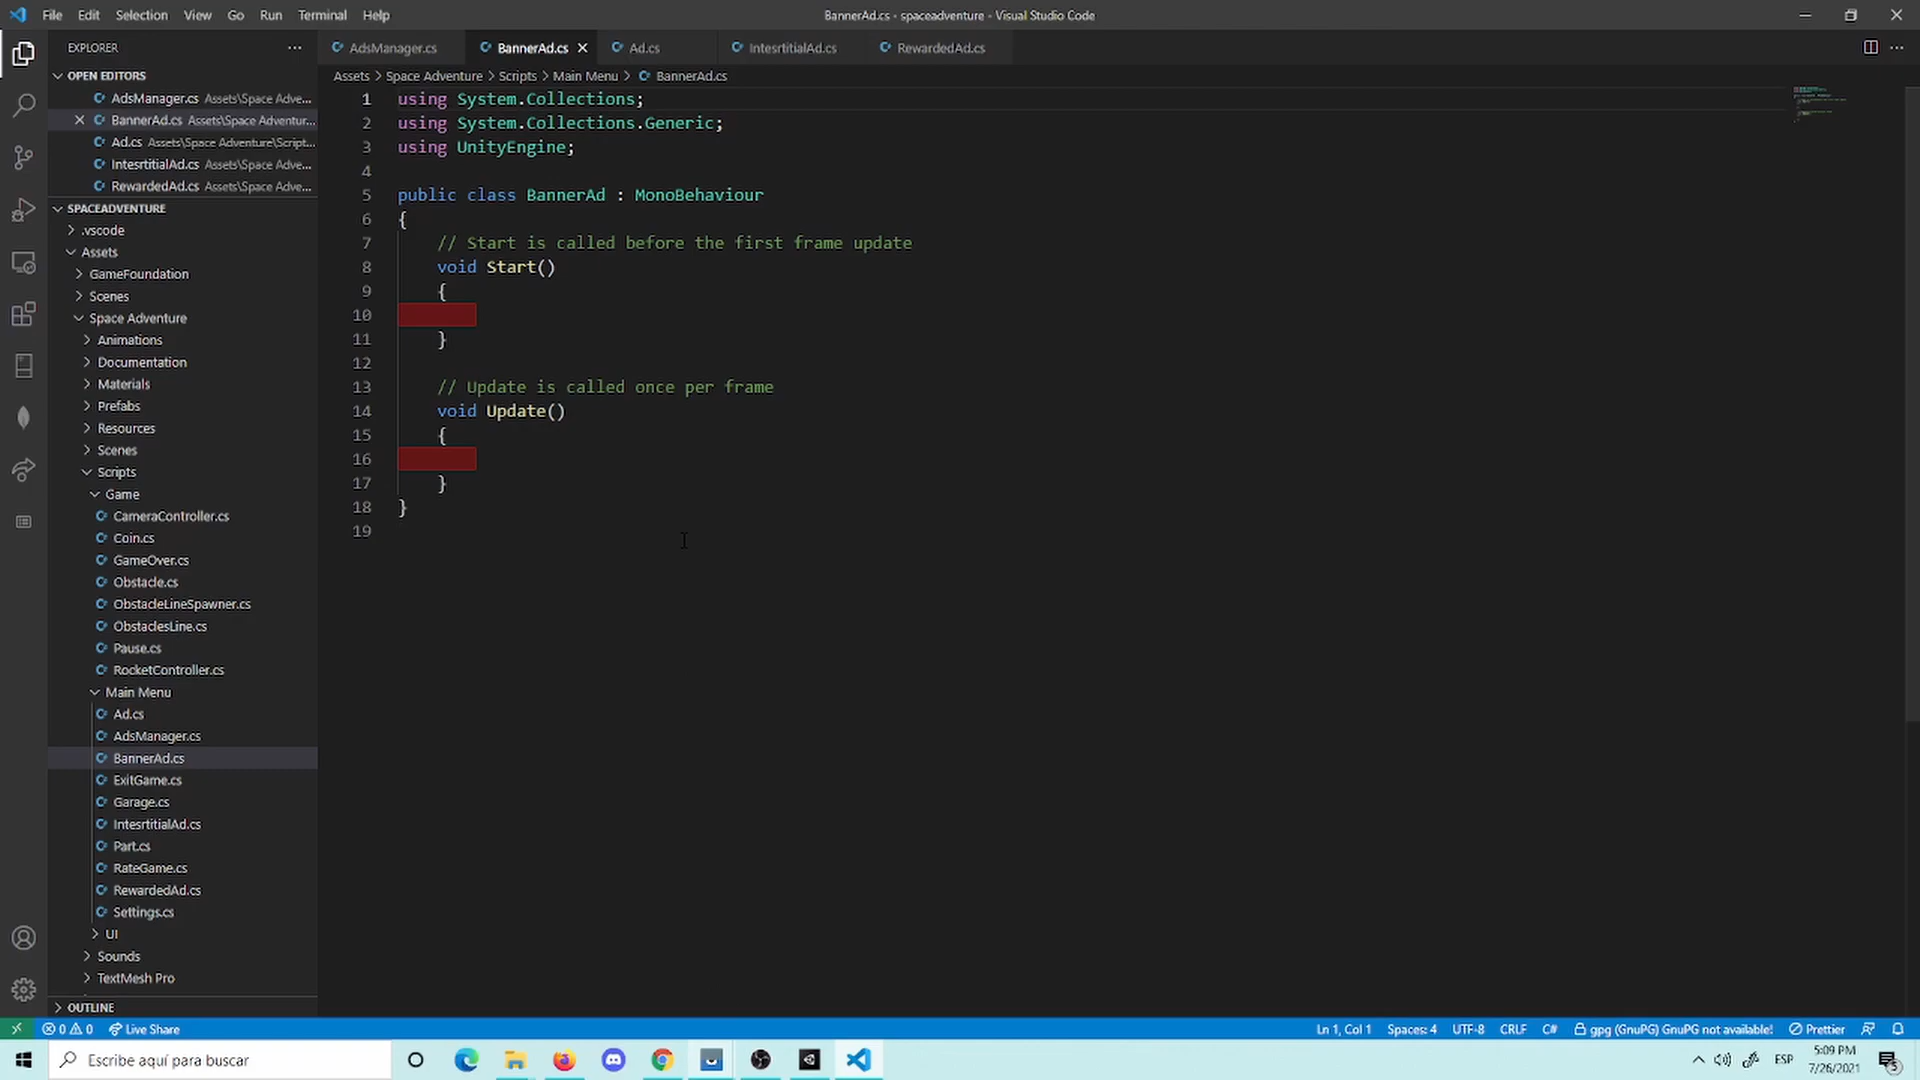 File Edit Selection View Go Run Terminal Help
BannerAd.cs - spaceadventure - Visual Studio Code
EXPLORER
OPEN EDITORS
AdsManager.cs Assets\Space Adve...
BannerAd.cs Assets\Space Adventur...
Ad.cs Assets\Space Adventure\Script...
IntesrtitialAd.cs Assets\Space Adve...
RewardedAd.cs Assets\Space Adve...
SPACEADVENTURE
.vscode
Assets
GameFoundation
Scenes
Space Adventure
Animations
Documentation
Materials
Prefabs
Resources
Scenes
Scripts
Game
CameraController.cs
Coin.cs
GameOver.cs
Obstacle.cs
ObstacleLineSpawner.cs
ObstaclesLine.cs
Pause.cs
RocketController.cs
Main Menu
Ad.cs
AdsManager.cs
BannerAd.cs
ExitGame.cs
Garage.cs
IntesrtitialAd.cs
Part.cs
RateGame.cs
RewardedAd.cs
Settings.cs
UI
Sounds
TextMesh Pro
OUTLINE
AdsManager.cs BannerAd.cs Ad.cs IntesrtitialAd.cs RewardedAd.cs
Assets > Space Adventure > Scripts > Main Menu > BannerAd.cs
1 using System.Collections;
2 using System.Collections.Generic;
3 using UnityEngine;
4
5 public class BannerAd : MonoBehaviour
6 {
7 // Start is called before the first frame update
8 void Start()
9 {
10
11 }
12
13 // Update is called once per frame
14 void Update()
15 {
16
17 }
18 }
19
0 0 Live Share
Ln 1, Col 1 Spaces: 4 UTF-8 CRLF C# gpg (GnuPG) GnuPG not available! Prettier
Escribe aquí para buscar
ESP
5:09 PM
7/26/2021
5